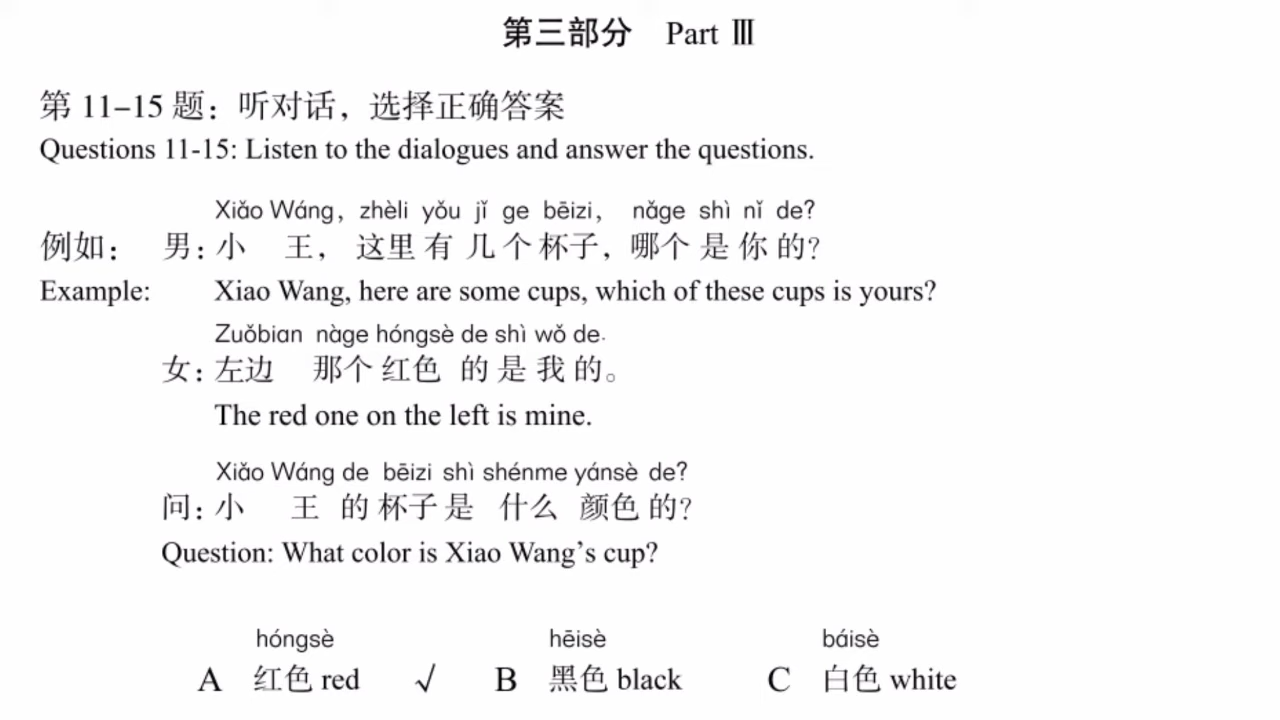 第三部分 Part Ⅲ
第 11–15 题：听对话，选择正确答案
Questions 11-15: Listen to the dialogues and answer the questions.
Xiǎo Wáng, zhèli yǒu jǐ ge bēizi, nǎge shì nǐ de?
例如： 男：小 王， 这里 有 几 个 杯子，哪个 是 你 的?
Example: Xiao Wang, here are some cups, which of these cups is yours?
Zuǒbian nàge hóngsè de shì wǒ de.
女：左边 那个 红色 的 是 我 的。
The red one on the left is mine.
Xiǎo Wáng de bēizi shì shénme yánsè de?
问：小 王 的 杯子 是 什么 颜色 的?
Question: What color is Xiao Wang’s cup?
hóngsè hēisè báisè
A 红色 red √ B 黑色 black C 白色 white